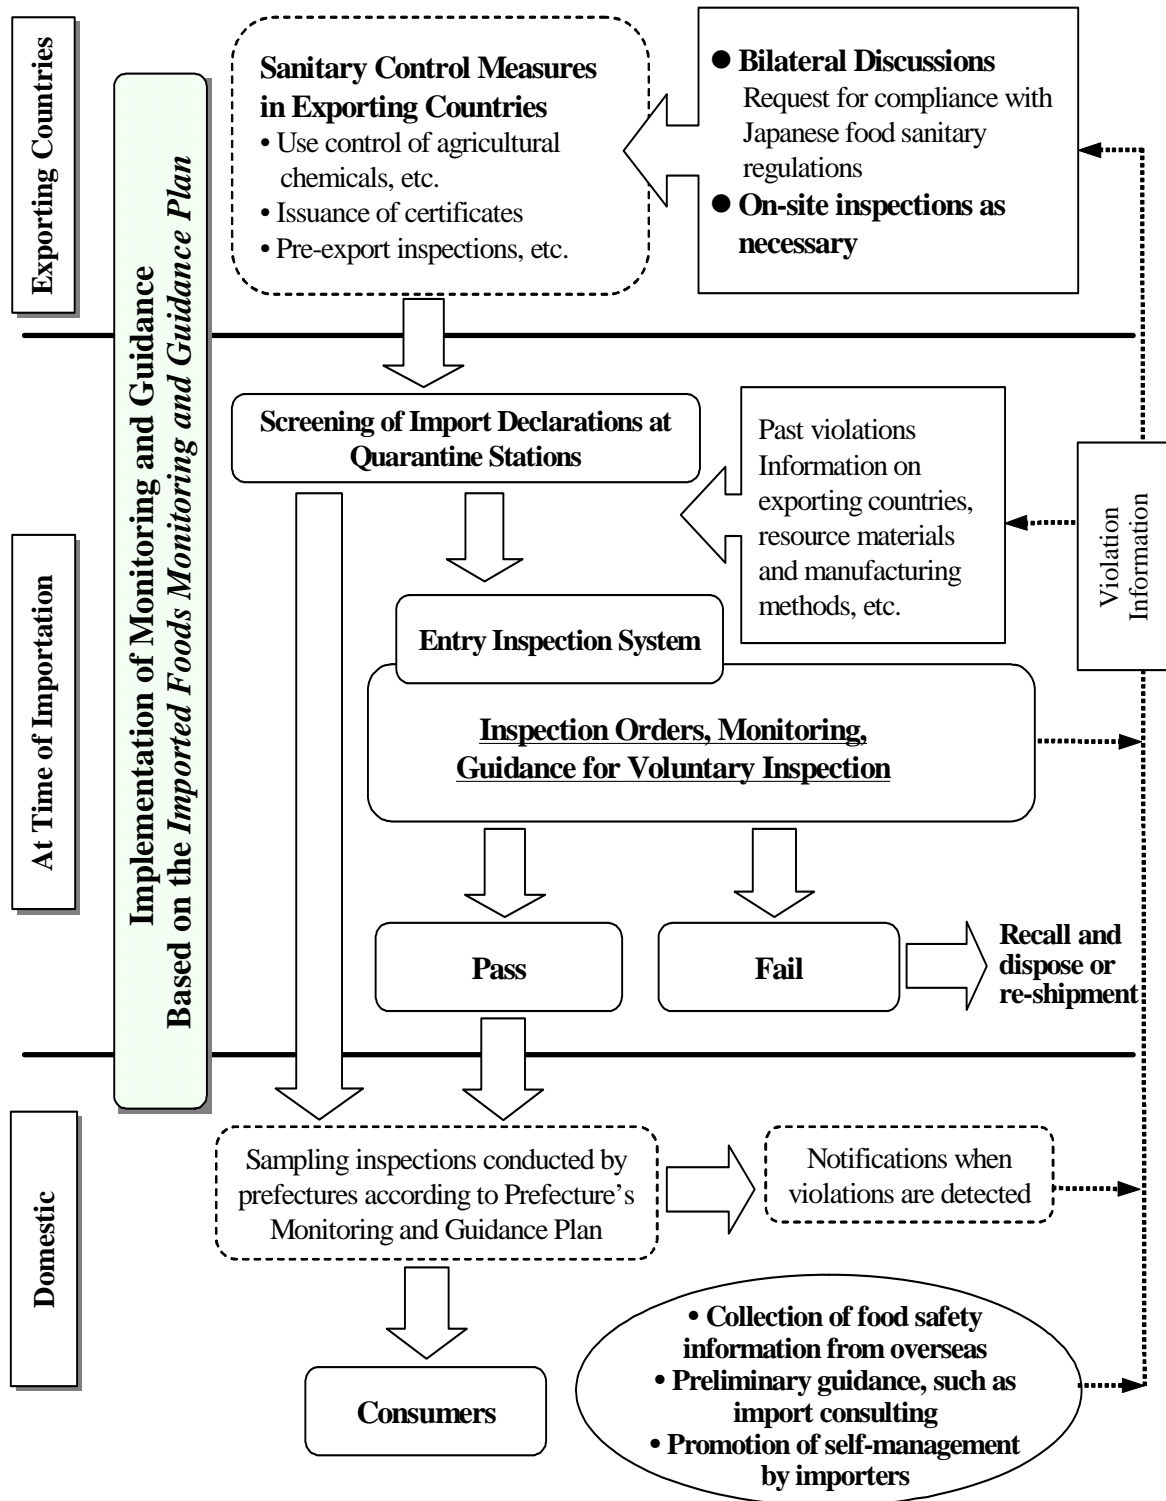 Exporting Countries
Implementation of Monitoring and Guidance
Based on the Imported Foods Monitoring and Guidance Plan
Sanitary Control Measures
in Exporting Countries
• Use control of agricultural
chemicals, etc.
• Issuance of certificates
• Pre-export inspections, etc.
● Bilateral Discussions
Request for compliance with
Japanese food sanitary
regulations
● On-site inspections as
necessary
At Time of Importation
Screening of Import Declarations at
Quarantine Stations
Past violations
Information on
exporting countries,
resource materials
and manufacturing
methods, etc.
Violation
Information
Entry Inspection System
Inspection Orders, Monitoring,
Guidance for Voluntary Inspection
Pass
Fail
Recall and
dispose or
re-shipment
Domestic
Sampling inspections conducted by
prefectures according to Prefecture’s
Monitoring and Guidance Plan
Notifications when
violations are detected
Consumers
• Collection of food safety
information from overseas
• Preliminary guidance, such as
import consulting
• Promotion of self-management
by importers